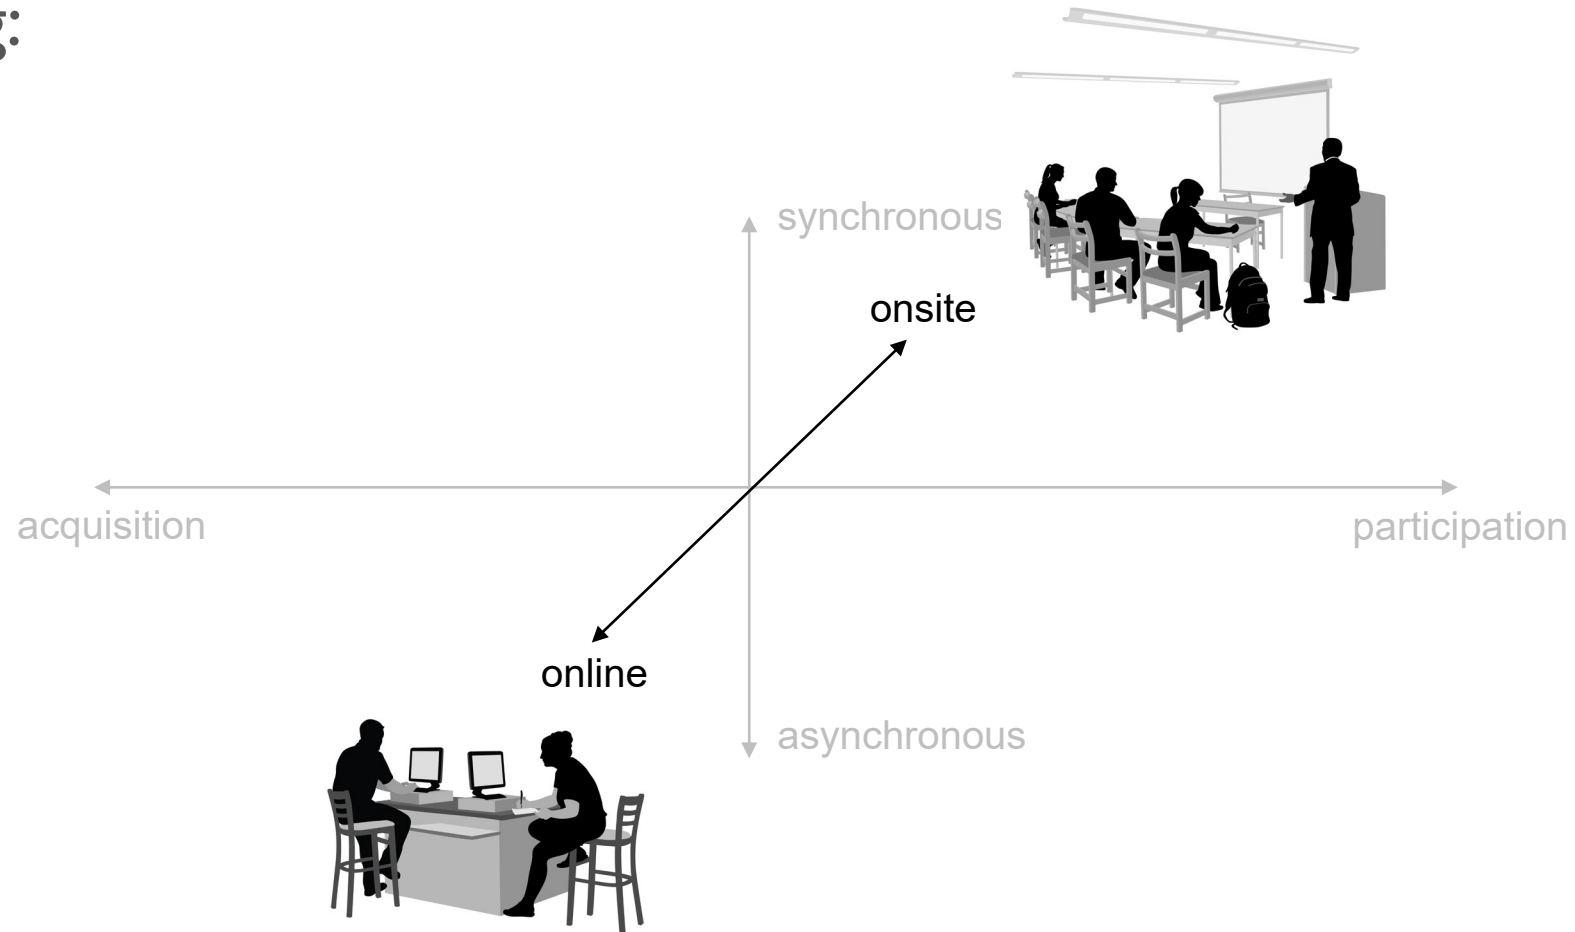 g:
synchronous
onsite
acquisition
participation
online
asynchronous